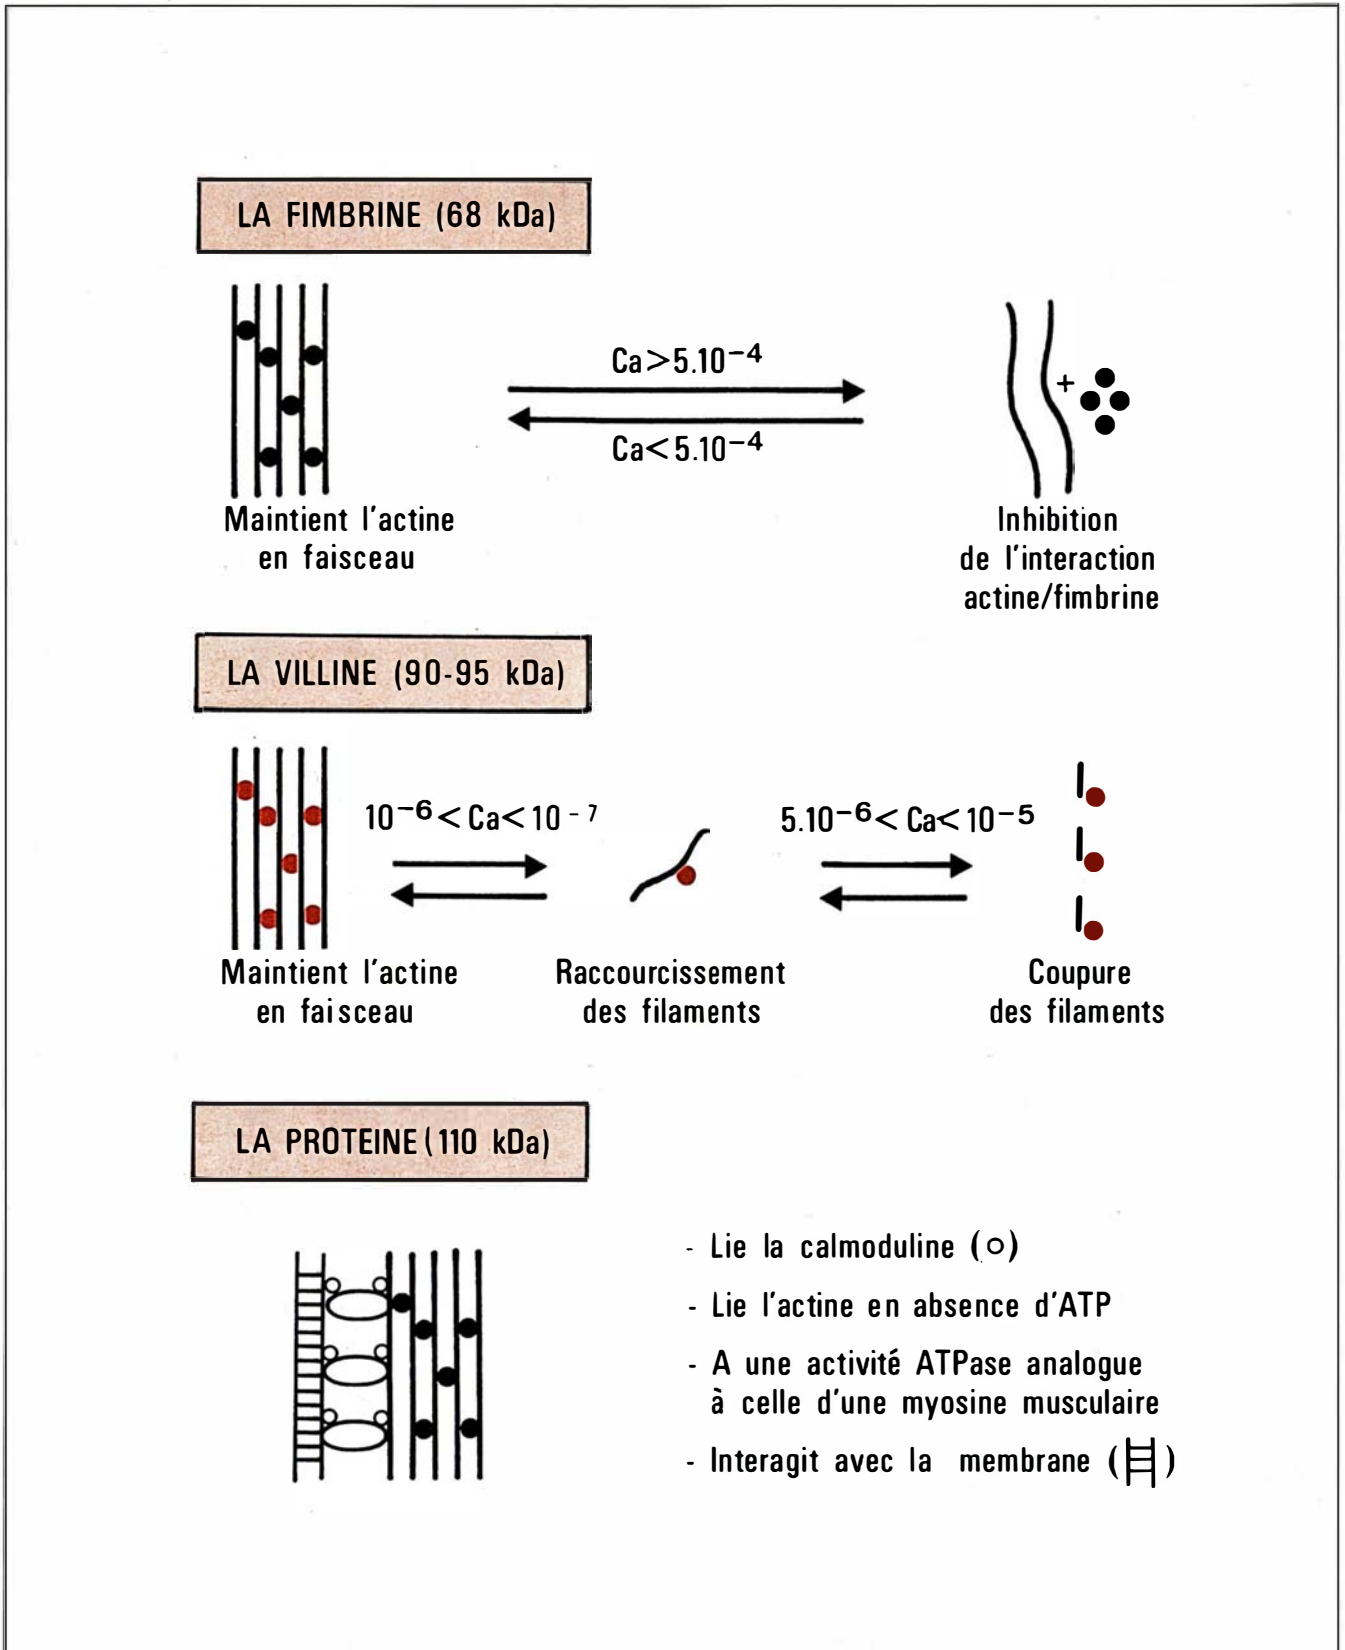 LA FIMBRINE (68 kDa)
Ca>5.10⁻⁴
Ca<5.10⁻⁴
+
Maintient l'actine
en faisceau
Inhibition
de l'interaction
actine/fimbrine
LA VILLINE (90-95 kDa)
10⁻⁶<Ca<10⁻⁷
5.10⁻⁶<Ca<10⁻⁵
Maintient l'actine
en faisceau
Raccourcissement
des filaments
Coupure
des filaments
LA PROTEINE (110 kDa)
- Lie la calmoduline (o)
- Lie l'actine en absence d'ATP
- A une activité ATPase analogue
à celle d'une myosine musculaire
- Interagit avec la membrane ( )